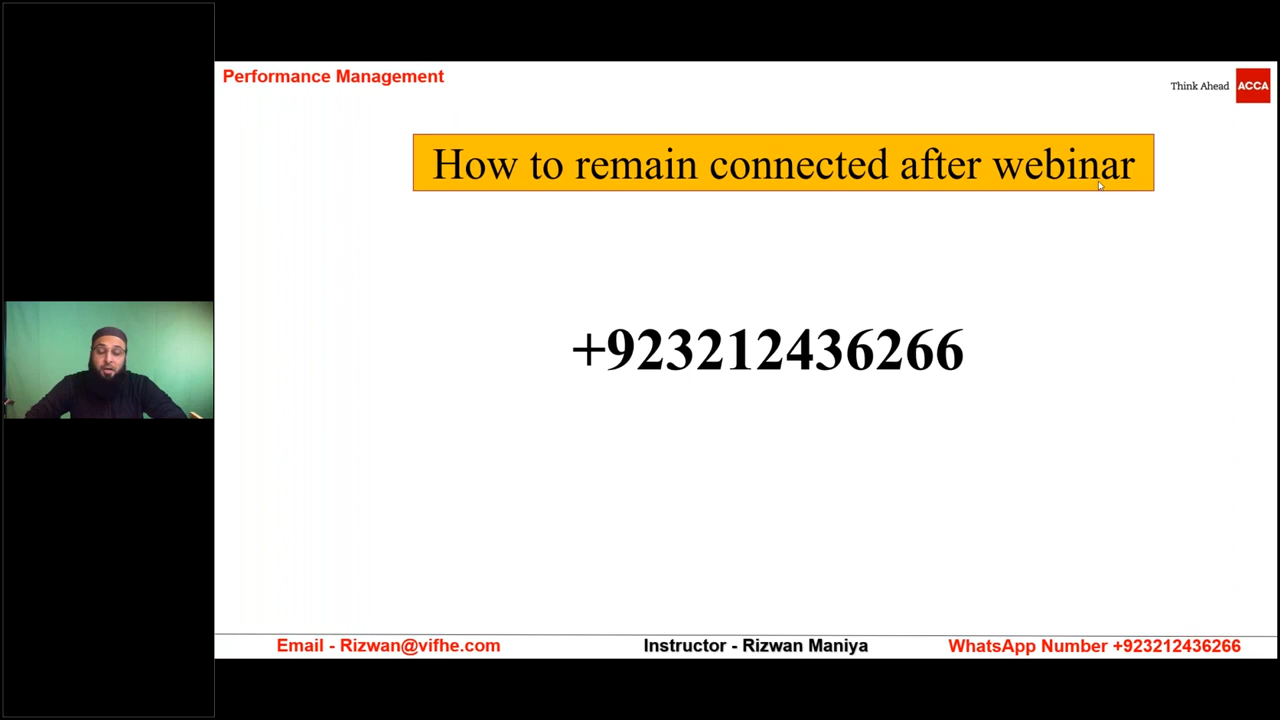 Performance Management
Think Ahead ACCA
How to remain connected after webinar
+923212436266
Email - Rizwan@vifhe.com
Instructor - Rizwan Maniya
WhatsApp Number +923212436266